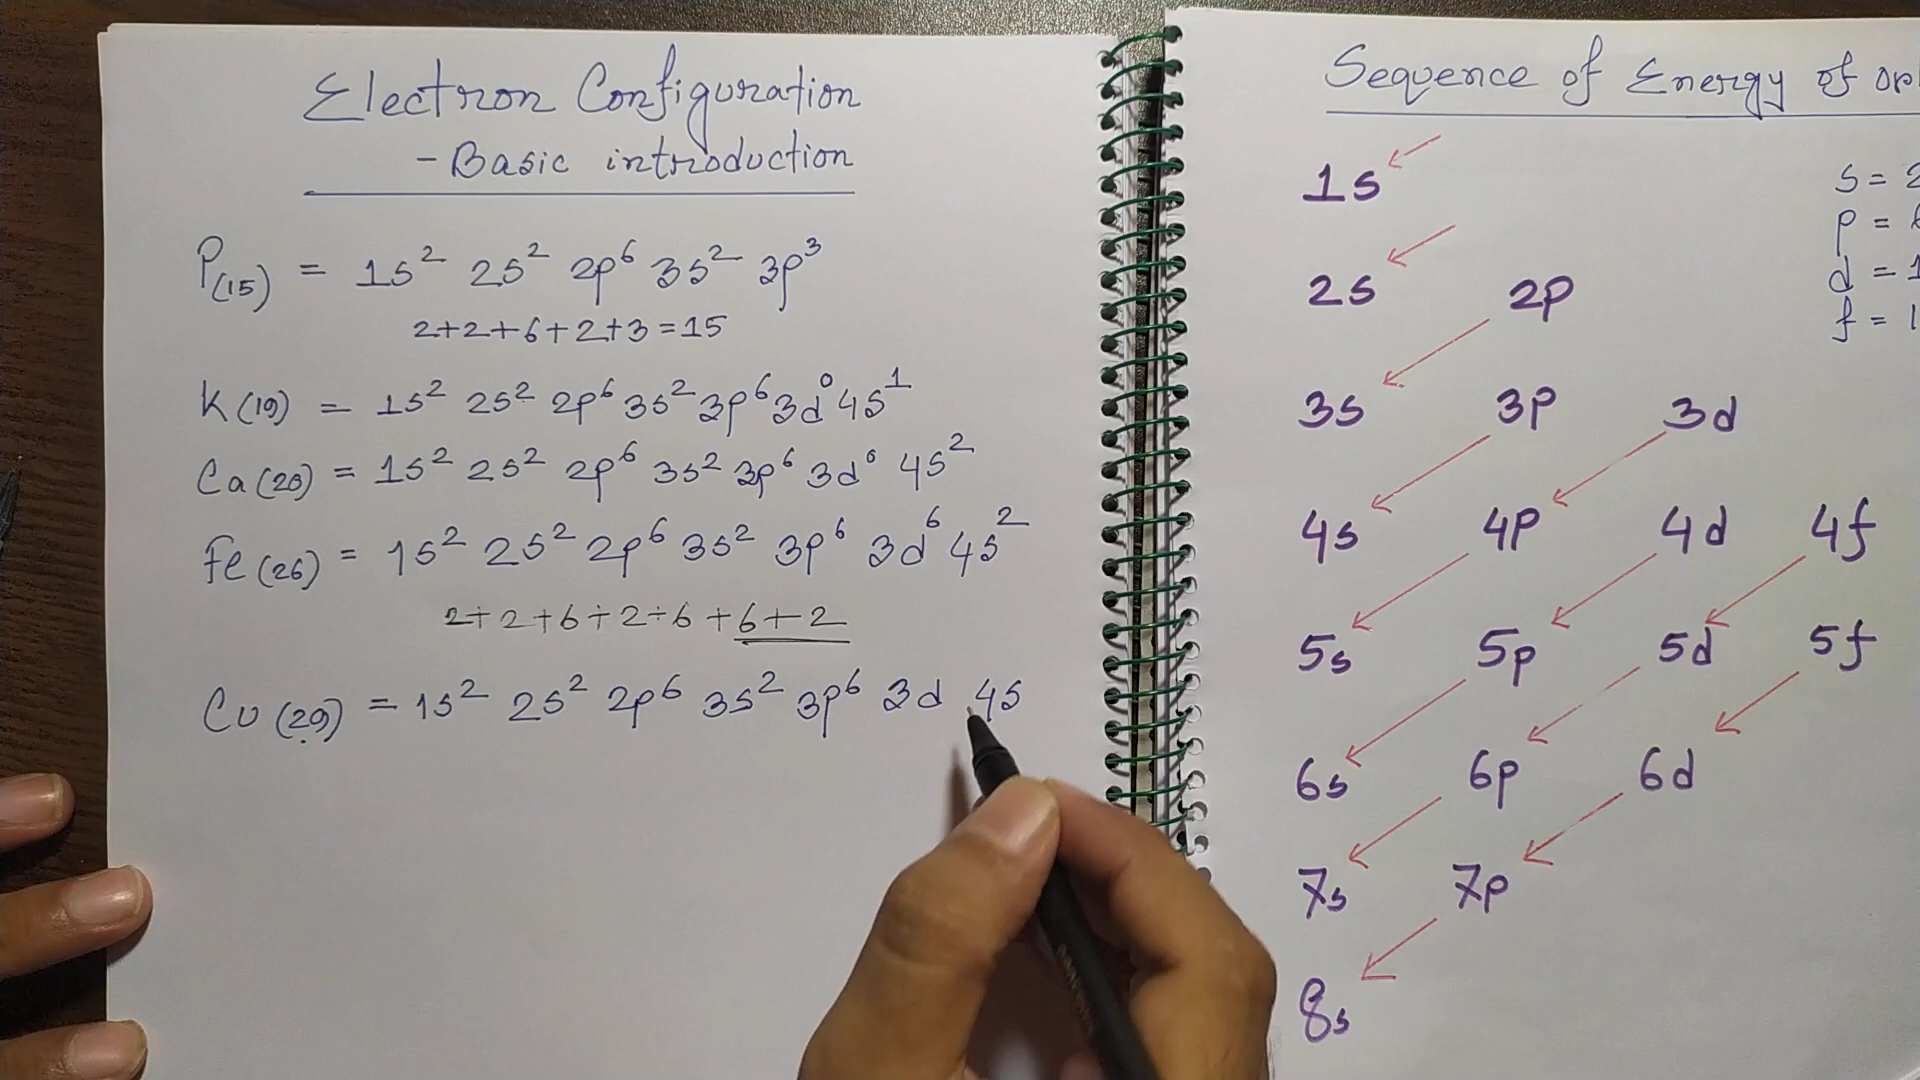 Electron Configuration
- Basic introduction
P(15) = 1s² 2s² 2p⁶ 3s² 3p³
2+2+6+2+3=15
K(19) = 1s² 2s² 2p⁶ 3s² 3p⁶ 3d⁰ 4s¹
Ca(20) = 1s² 2s² 2p⁶ 3s² 3p⁶ 3d⁰ 4s²
Fe(26) = 1s² 2s² 2p⁶ 3s² 3p⁶ 3d⁶ 4s²
2+2+6+2+6+6+2
Cu(29) = 1s² 2s² 2p⁶ 3s² 3p⁶ 3d 4s
Sequence of Energy of
1s
2s 2p
3s 3p 3d
4s 4p 4d 4f
5s 5p 5d 5f
6s 6p 6d
7s 7p
8s
s = 2
p =
d = 1
f = 1